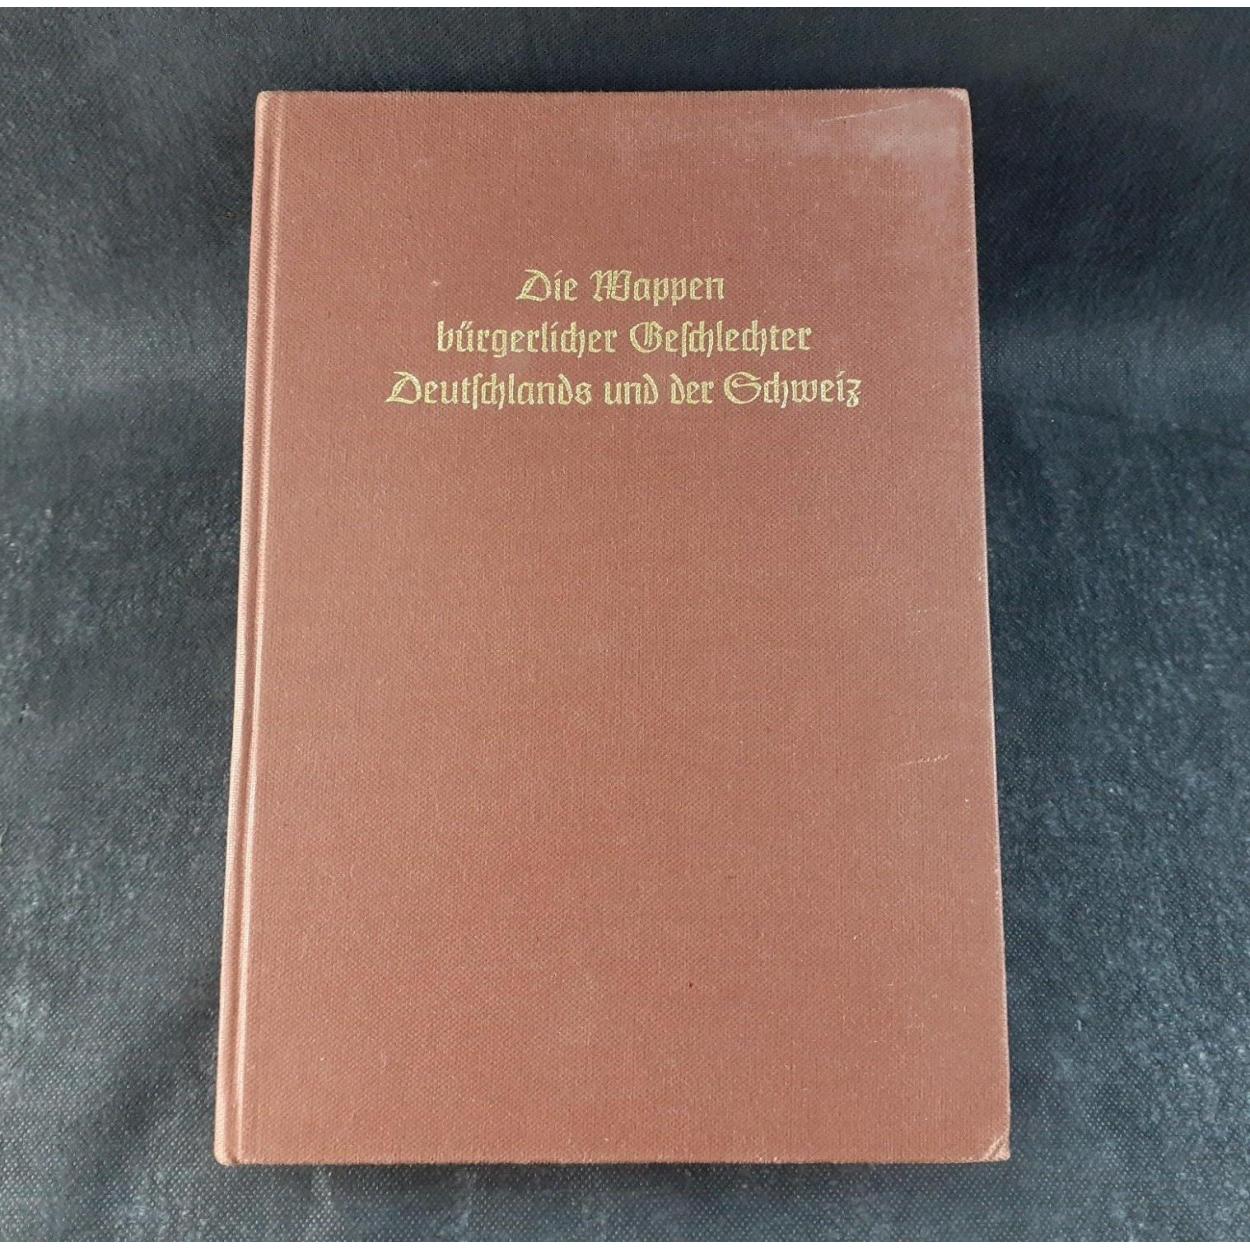 Die Wappen
bürgerlicher Geſchlechter
Deutſchlands und der Schweiz